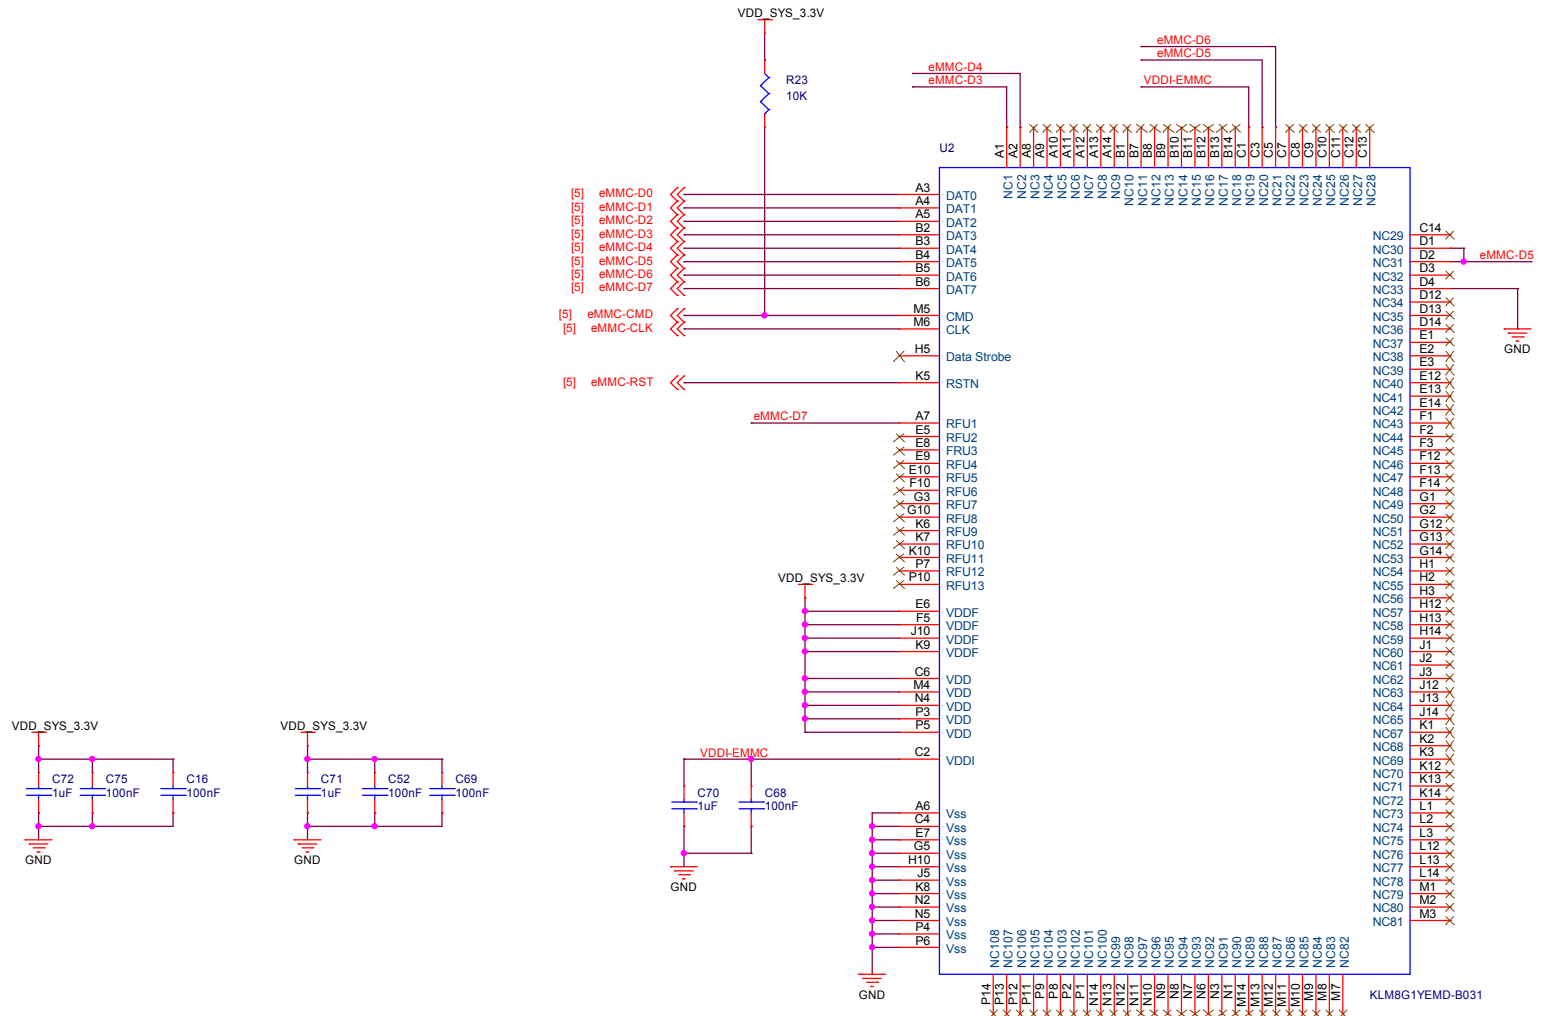 VDD_SYS_3.3V
R23
10K
eMMC-D6
eMMC-D5
eMMC-D4
eMMC-D3
VDDI-EMMC
U2
A1 A2 A8 A9 A10 A11 A12 A13 A14 B1 B7 B8 B9 B10 B11 B12 B13 B14 C1 C3 C5 C7 C8 C9 C10 C11 C12 C13
NC1 NC2 NC3 NC4 NC5 NC6 NC7 NC8 NC9 NC10 NC11 NC12 NC13 NC14 NC15 NC16 NC17 NC18 NC19 NC20 NC21 NC22 NC23 NC24 NC25 NC26 NC27 NC28
[5] eMMC-D0 A3 DAT0
[5] eMMC-D1 A4 DAT1
[5] eMMC-D2 A5 DAT2
[5] eMMC-D3 B2 DAT3
[5] eMMC-D4 B3 DAT4
[5] eMMC-D5 B4 DAT5
[5] eMMC-D6 B5 DAT6
[5] eMMC-D7 B6 DAT7
[5] eMMC-CMD M5 CMD
[5] eMMC-CLK M6 CLK
H5 Data Strobe
[5] eMMC-RST K5 RSTN
eMMC-D7 A7 RFU1
E5 RFU2
E8 FRU3
E9 RFU4
E10 RFU5
F10 RFU6
G3 RFU7
G10 RFU8
K6 RFU9
K7 RFU10
K10 RFU11
P7 RFU12
P10 RFU13
VDD_SYS_3.3V
E6 VDDF
F5 VDDF
J10 VDDF
K9 VDDF
C6 VDD
M4 VDD
N4 VDD
P3 VDD
P5 VDD
VDDI-EMMC C2 VDDI
C70
1uF
C68
100nF
GND
A6 Vss
C4 Vss
E7 Vss
G5 Vss
H10 Vss
J5 Vss
K8 Vss
N2 Vss
N5 Vss
P4 Vss
P6 Vss
GND
NC29 C14
NC30 D1
NC31 D2 eMMC-D5
NC32 D3
NC33 D4
GND
NC34 D12
NC35 D13
NC36 D14
NC37 E1
NC38 E2
NC39 E3
NC40 E12
NC41 E13
NC42 E14
NC43 F1
NC44 F2
NC45 F3
NC46 F12
NC47 F13
NC48 F14
NC49 G1
NC50 G2
NC51 G12
NC52 G13
NC53 G14
NC54 H1
NC55 H2
NC56 H3
NC57 H12
NC58 H13
NC59 H14
NC60 J1
NC61 J2
NC62 J3
NC63 J12
NC64 J13
NC65 J14
NC67 K1
NC68 K2
NC69 K3
NC70 K12
NC71 K13
NC72 K14
NC73 L1
NC74 L2
NC75 L3
NC76 L12
NC77 L13
NC78 L14
NC79 M1
NC80 M2
NC81 M3
NC108 NC107 NC106 NC105 NC104 NC103 NC102 NC101 NC100 NC99 NC98 NC97 NC96 NC95 NC94 NC93 NC92 NC91 NC90 NC89 NC88 NC87 NC86 NC85 NC84 NC83 NC82
P14 P13 P12 P11 P9 P8 P2 P1 N14 N13 N12 N11 N10 N9 N8 N7 N6 N3 N1 M14 M13 M12 M11 M10 M9 M8 M7
KLM8G1YEMD-B031
VDD_SYS_3.3V
C72
1uF
C75
100nF
C16
100nF
GND
VDD_SYS_3.3V
C71
1uF
C52
100nF
C69
100nF
GND